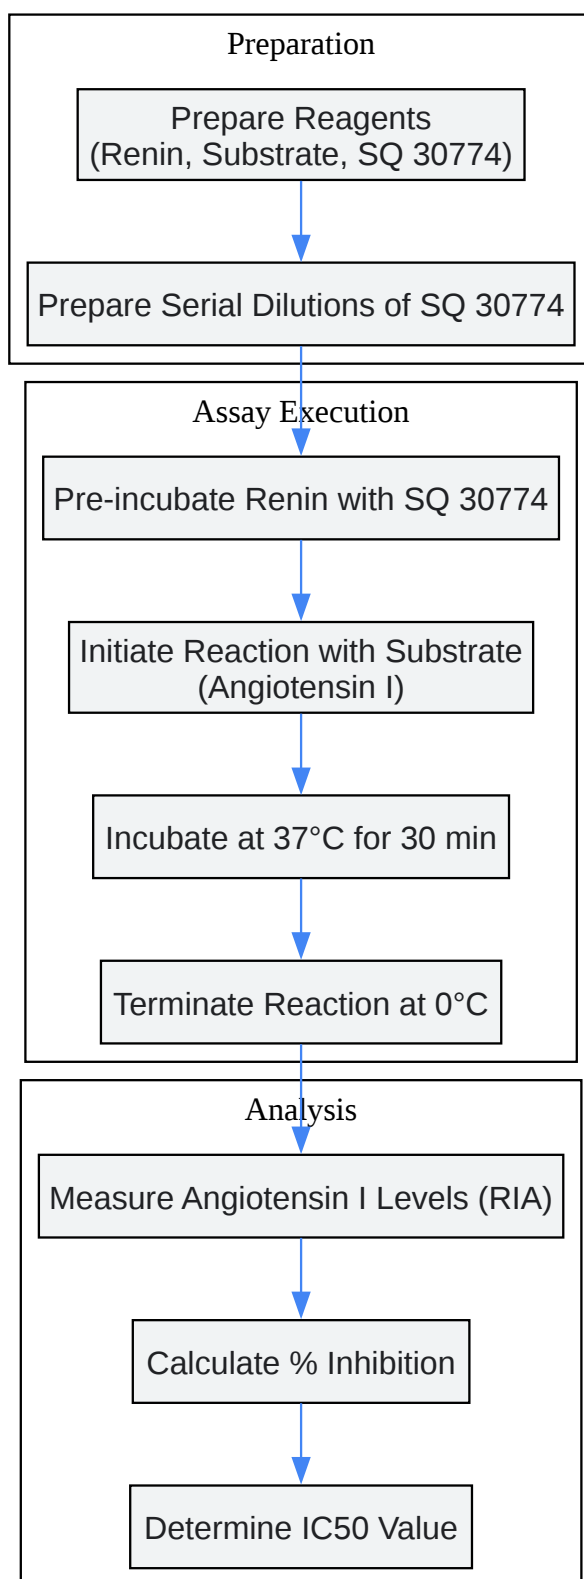 Preparation
Prepare Reagents
(Renin, Substrate, SQ 30774)
Prepare Serial Dilutions of SQ 30774
Assay Execution
Pre-incubate Renin with SQ 30774
Initiate Reaction with Substrate
(Angiotensin I)
Incubate at 37°C for 30 min
Terminate Reaction at 0°C
Analysis
Measure Angiotensin I Levels (RIA)
Calculate % Inhibition
Determine IC50 Value